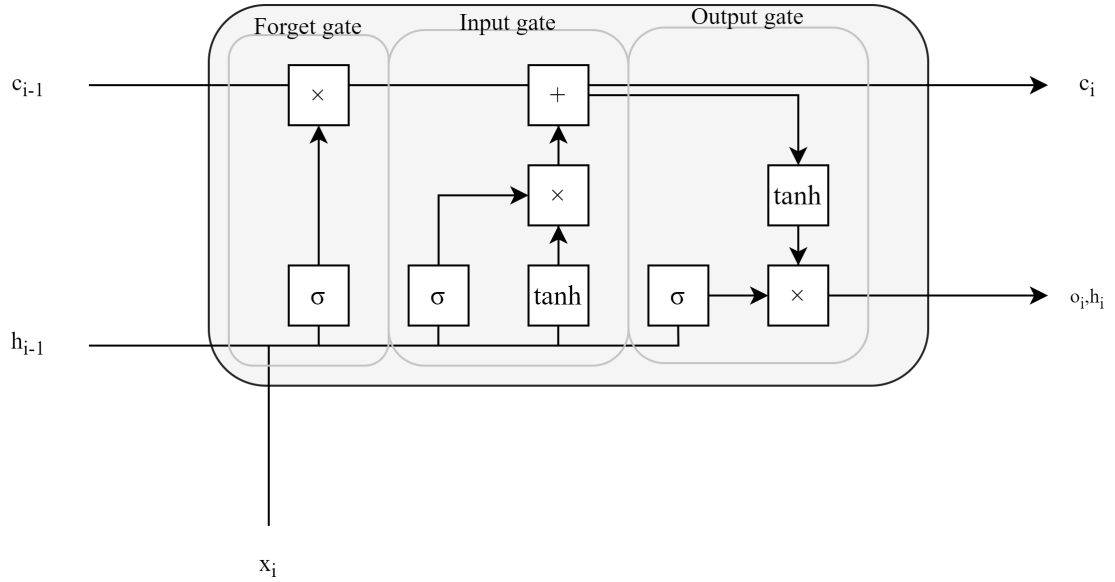 Forget gate
Input gate
Output gate
c_{i-1}
×
+
c_i
×
tanh
σ
σ
tanh
σ
×
o_i,h_i
h_{i-1}
x_i